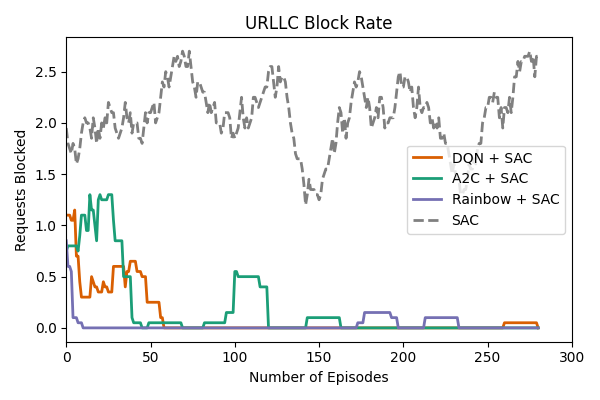 URLLC Block Rate
Requests Blocked
2.5
2.0
1.5
1.0
0.5
0.0
DQN + SAC
A2C + SAC
Rainbow + SAC
SAC
0 50 100 150 200 250 300
Number of Episodes